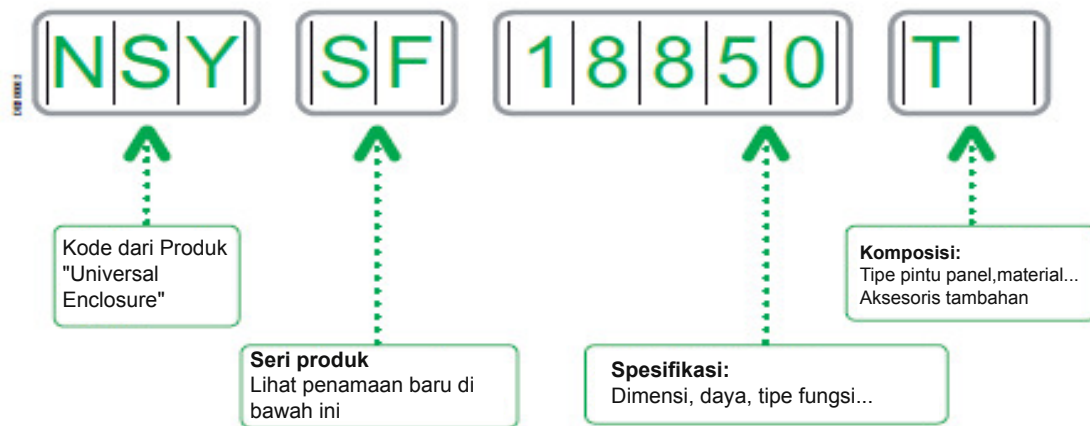 NSY SF 18850 T
Kode dari Produk
"Universal
Enclosure"
Seri produk
Lihat penamaan baru di
bawah ini
Spesifikasi:
Dimensi, daya, tipe fungsi...
Komposisi:
Tipe pintu panel,material...
Aksesoris tambahan